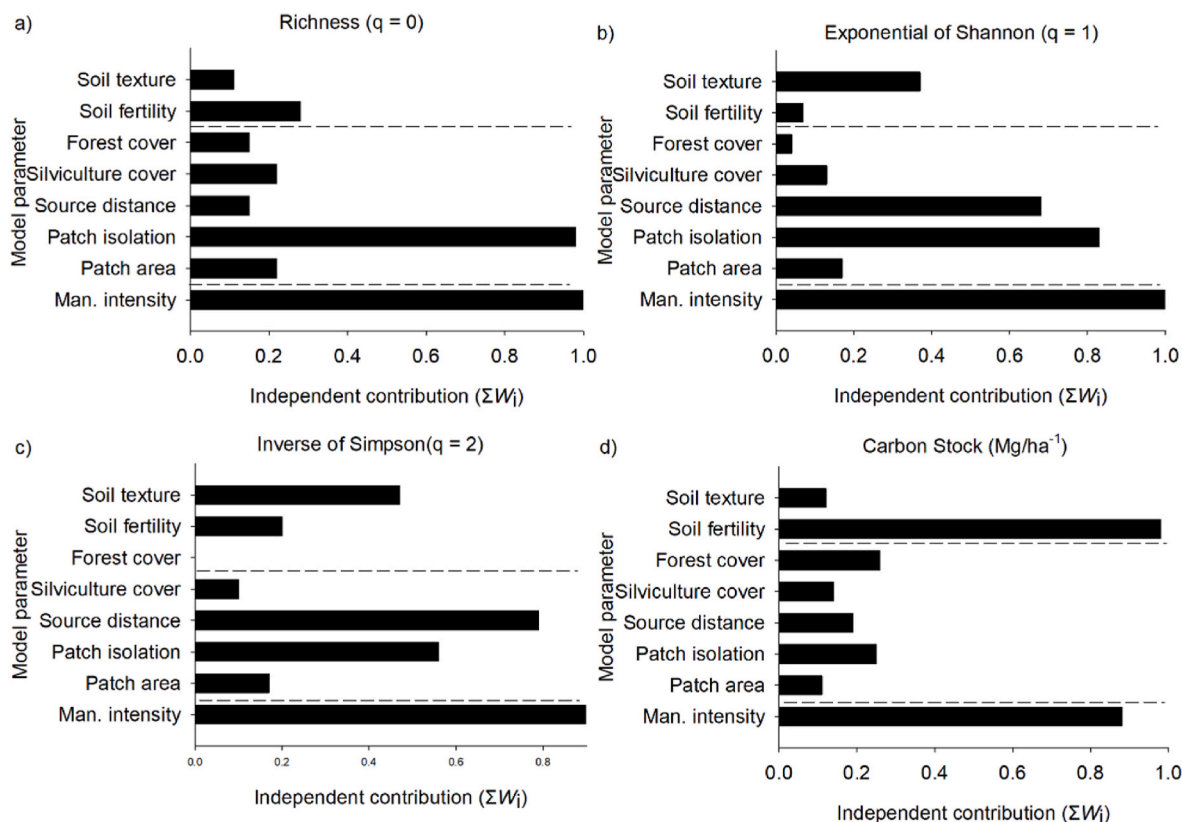 a)
Richness (q = 0)
Model parameter
Soil texture
Soil fertility
Forest cover
Silviculture cover
Source distance
Patch isolation
Patch area
Man. intensity
0.0 0.2 0.4 0.6 0.8 1.0
Independent contribution (ΣWi)
b)
Exponential of Shannon (q = 1)
Model parameter
Soil texture
Soil fertility
Forest cover
Silviculture cover
Source distance
Patch isolation
Patch area
Man. intensity
0.0 0.2 0.4 0.6 0.8 1.0
Independent contribution (ΣWi)
c)
Inverse of Simpson(q = 2)
Model parameter
Soil texture
Soil fertility
Forest cover
Silviculture cover
Source distance
Patch isolation
Patch area
Man. intensity
0.0 0.2 0.4 0.6 0.8
Independent contribution (ΣWi)
d)
Carbon Stock (Mg/ha⁻¹)
Model parameter
Soil texture
Soil fertility
Forest cover
Silviculture cover
Source distance
Patch isolation
Patch area
Man. intensity
0.0 0.2 0.4 0.6 0.8 1.0
Independent contribution (ΣWi)